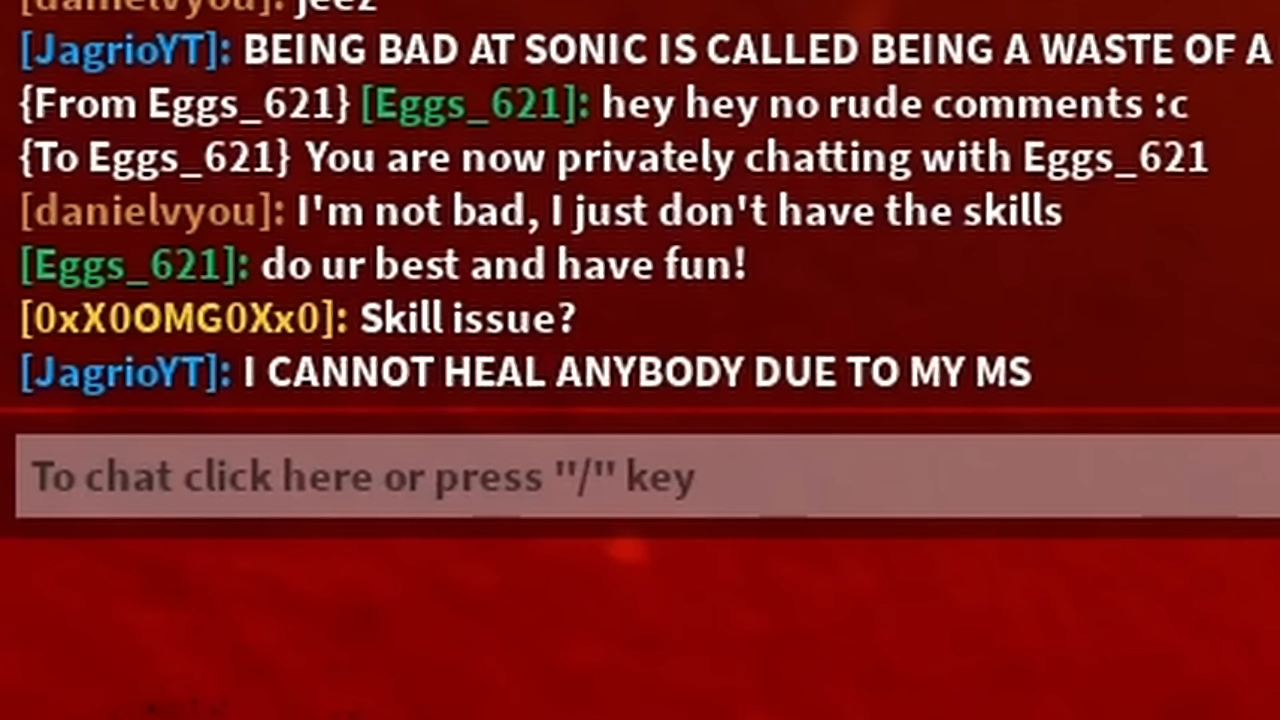 [danielvyou]: jeez
[JagrioYT]: BEING BAD AT SONIC IS CALLED BEING A WASTE OF A
{From Eggs_621} [Eggs_621]: hey hey no rude comments :c
{To Eggs_621} You are now privately chatting with Eggs_621
[danielvyou]: I'm not bad, I just don't have the skills
[Eggs_621]: do ur best and have fun!
[0xX0OMG0Xx0]: Skill issue?
[JagrioYT]: I CANNOT HEAL ANYBODY DUE TO MY MS
To chat click here or press "/" key